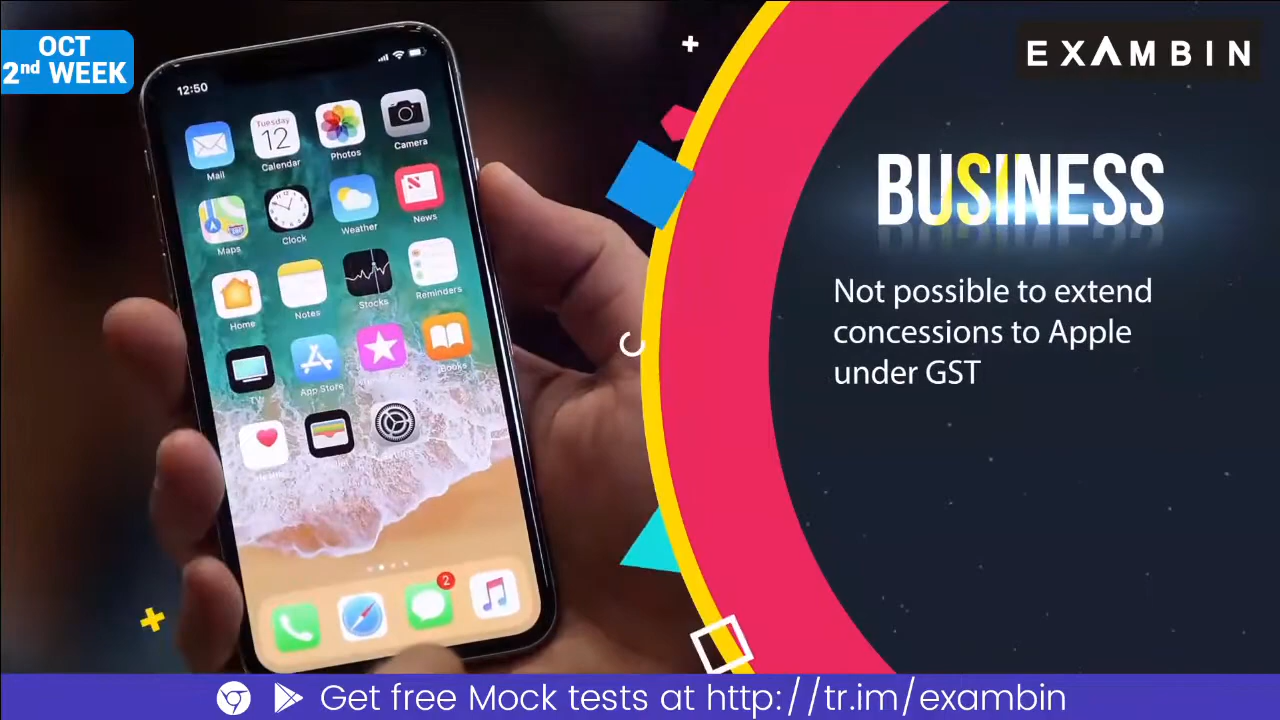 OCT
2nd WEEK
EXAMBIN
BUSINESS
Not possible to extend
concessions to Apple
under GST
12:50
Tuesday
12
Mail
Calendar
Photos
Camera
Maps
Clock
Weather
News
Home
Notes
Stocks
Reminders
TV
App Store
Books
2
Get free Mock tests at http://tr.im/exambin